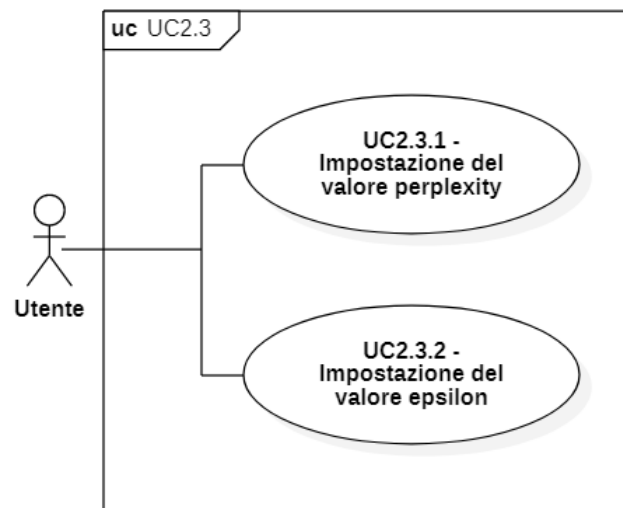 uc UC2.3
UC2.3.1 -
Impostazione del
valore perplexity
Utente
UC2.3.2 -
Impostazione del
valore epsilon